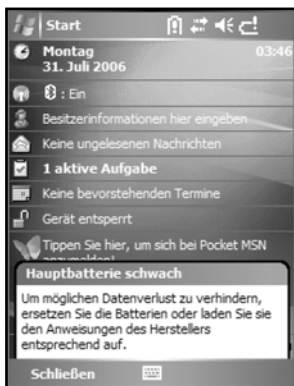 Start
Montag
03:46
31. Juli 2006
: Ein
Besitzerinformationen hier eingeben
Keine ungelesenen Nachrichten
1 aktive Aufgabe
Keine bevorstehenden Termine
Gerät entsperrt
Tippen Sie hier, um sich bei Pocket MSN
anzumelden!
Hauptbatterie schwach
Um möglichen Datenverlust zu verhindern,
ersetzen Sie die Batterien oder laden Sie sie
den Anweisungen des Herstellers
entsprechend auf.
Schließen